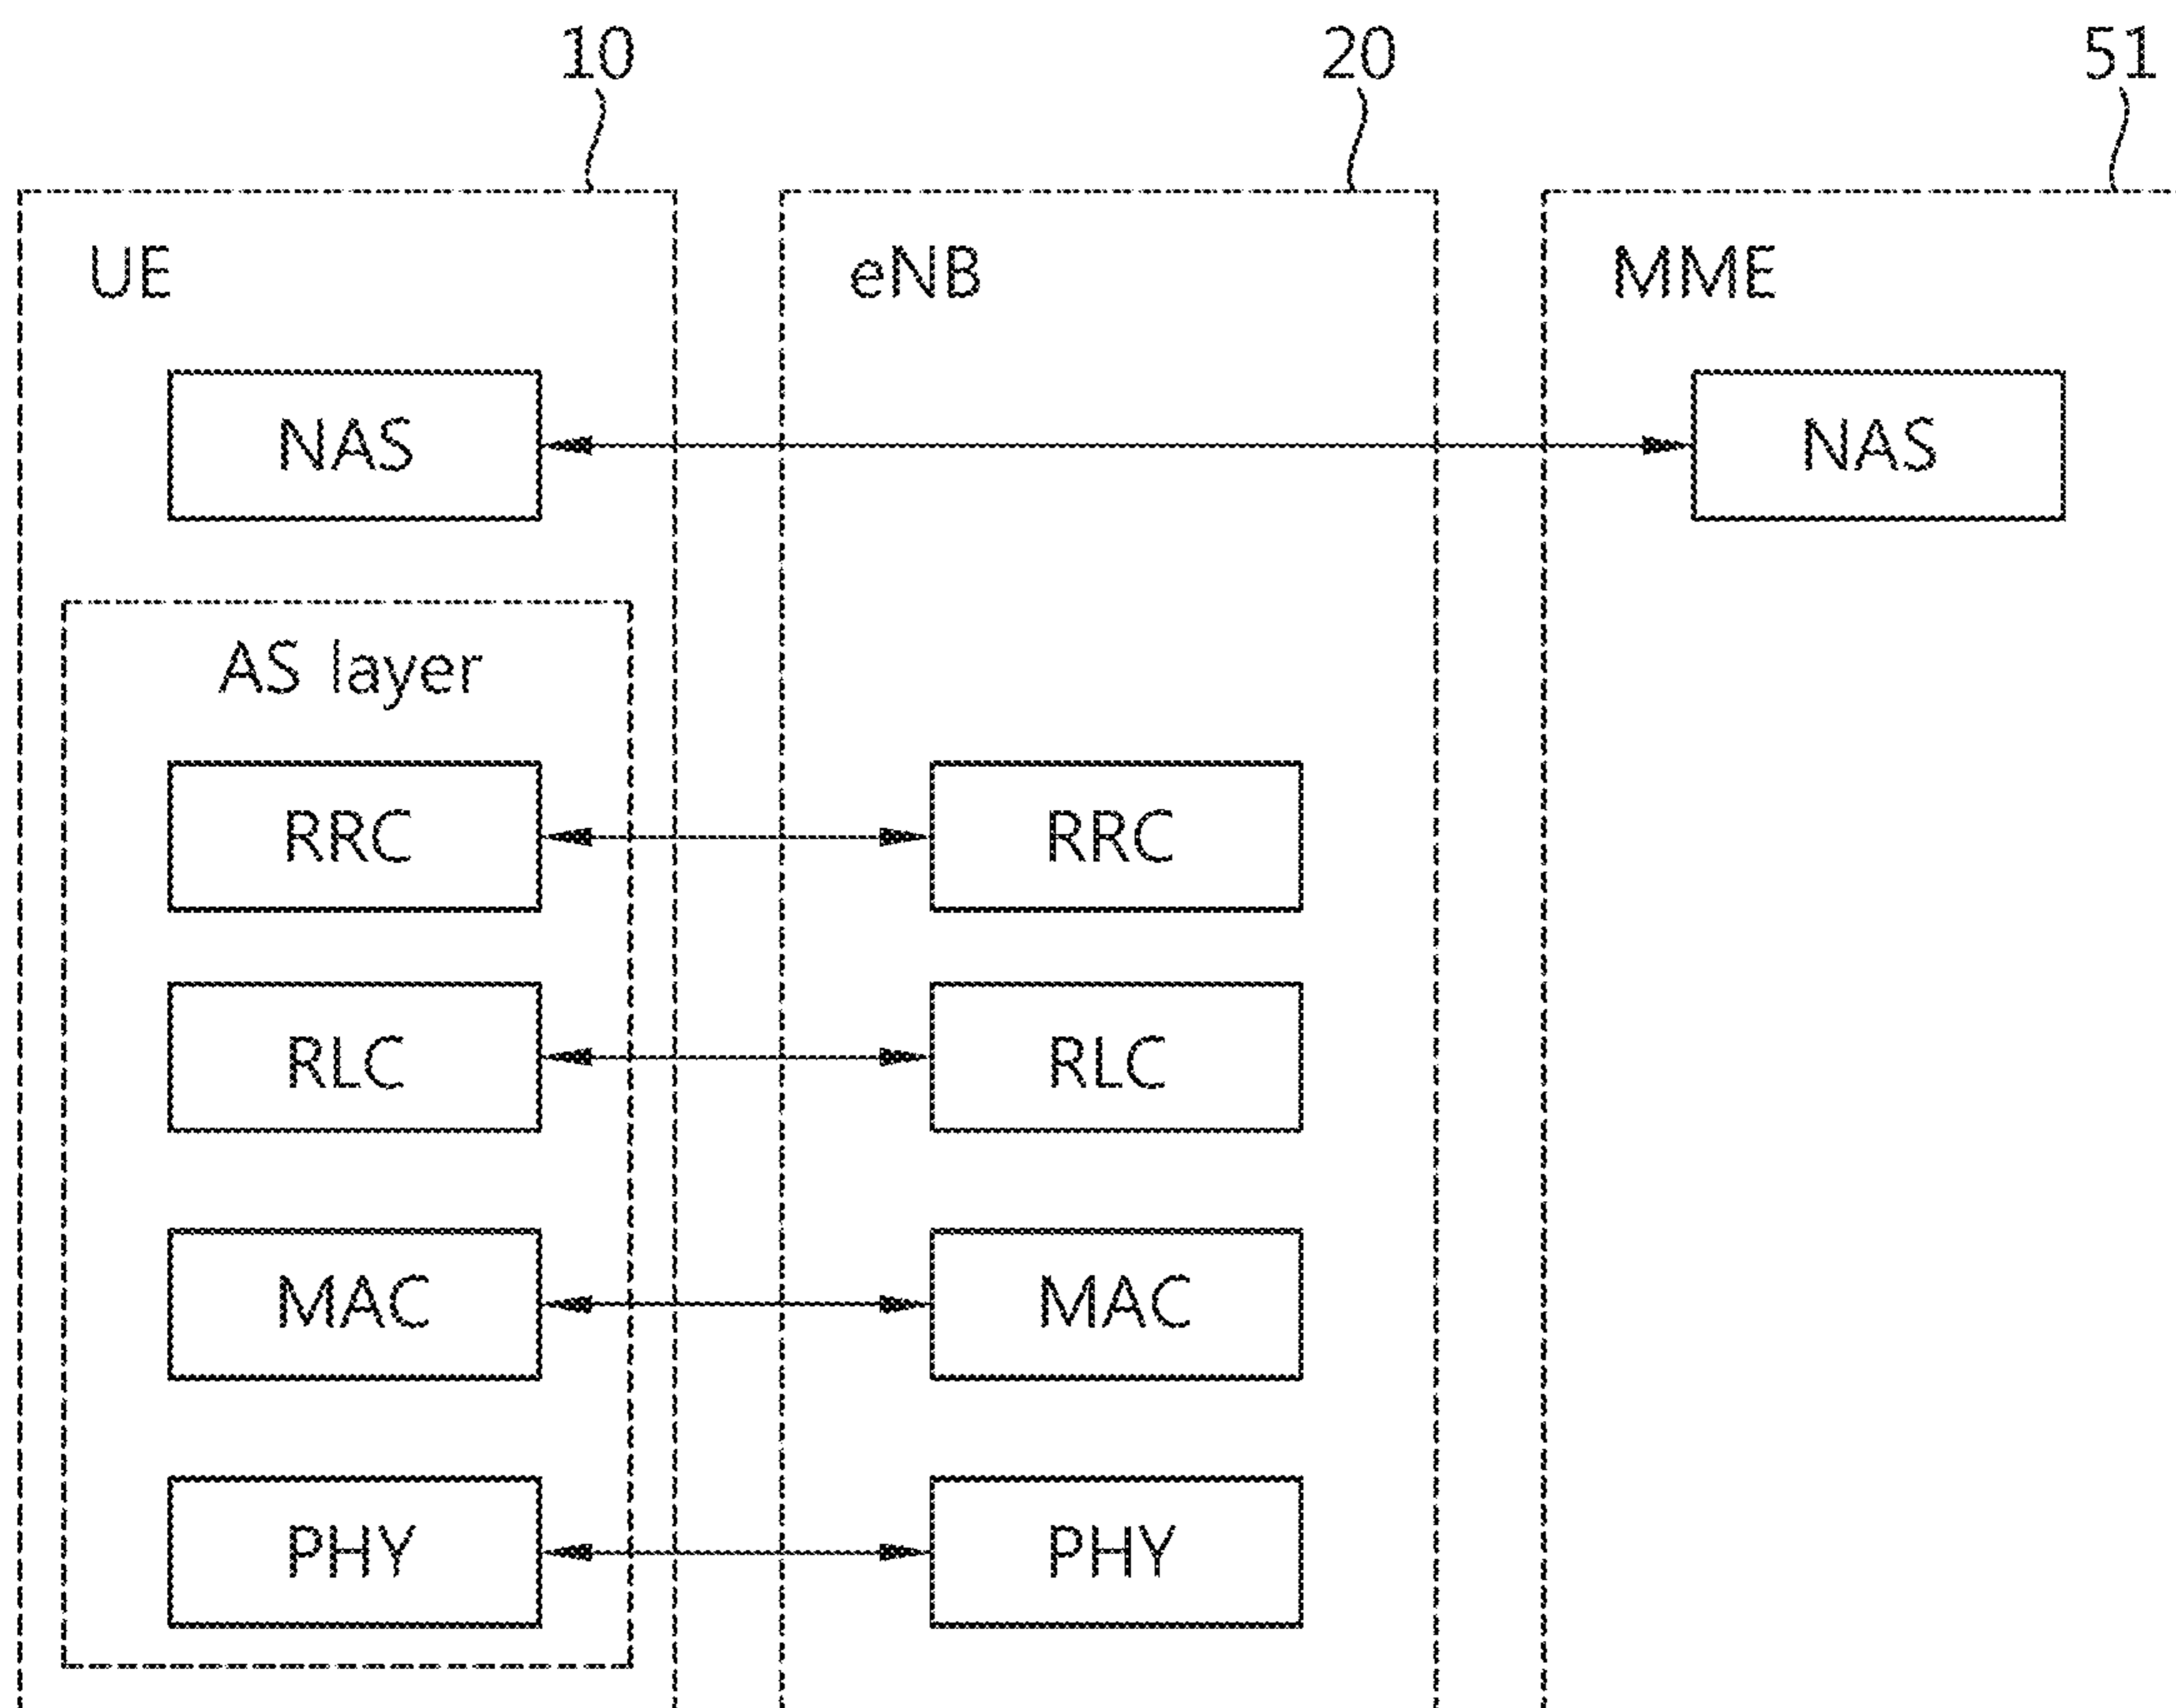 10 20 51
UE eNB MME
NAS NAS
AS layer
RRC RRC
RLC RLC
MAC MAC
PHY PHY